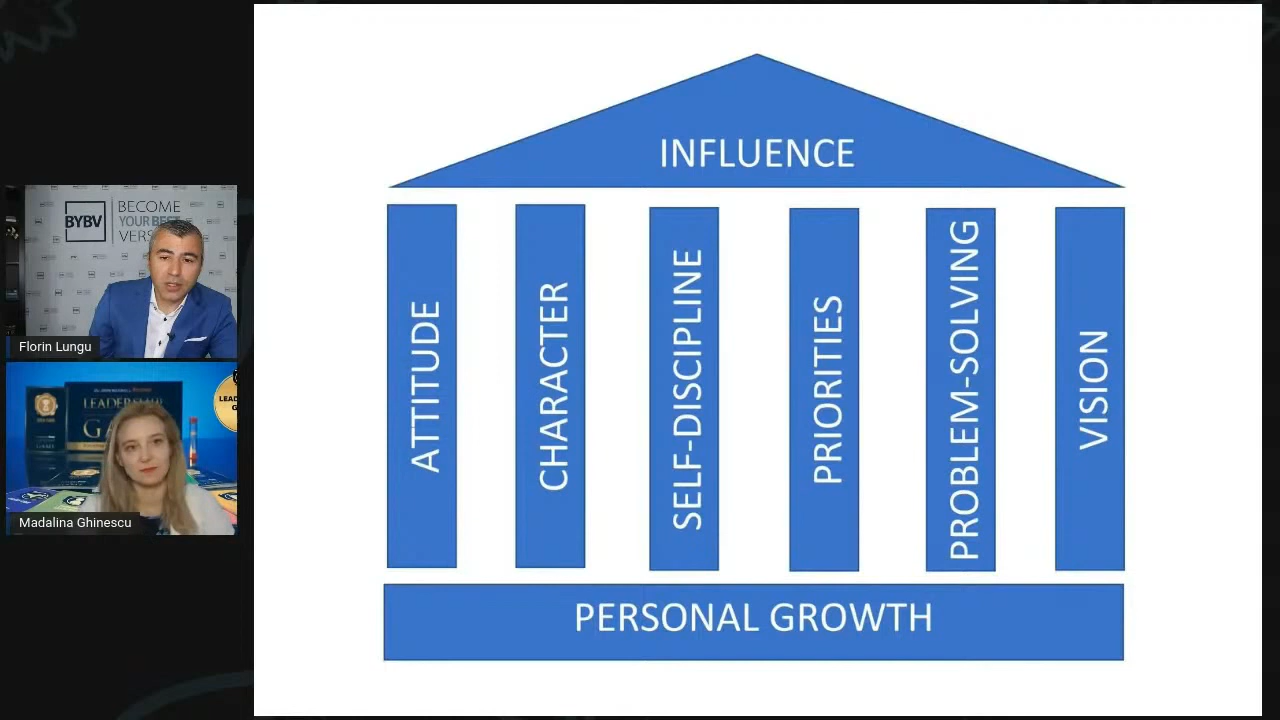 BYBV
BECOME
YOUR BEST
VERS
Florin Lungu
LEADERSHIP
Madalina Ghinescu
INFLUENCE
ATTITUDE
CHARACTER
SELF-DISCIPLINE
PRIORITIES
PROBLEM-SOLVING
VISION
PERSONAL GROWTH